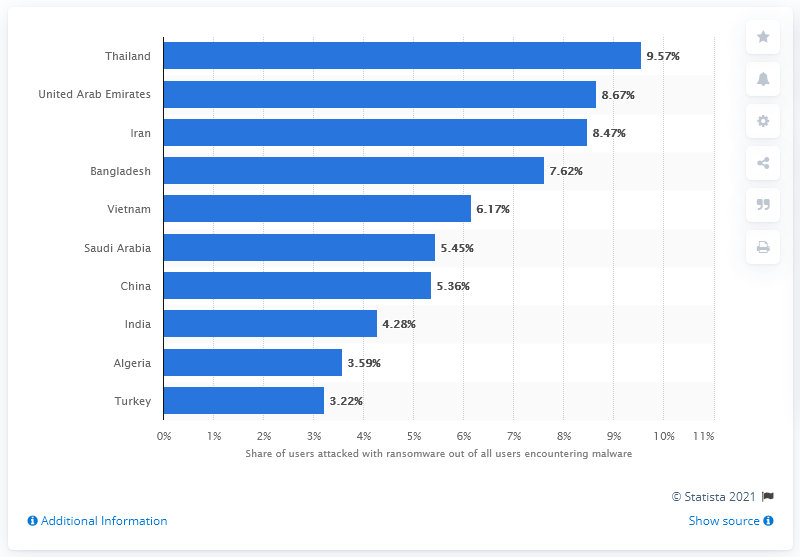 Thailand 9.57%
United Arab Emirates 8.67%
Iran 8.47%
Bangladesh 7.62%
Vietnam 6.17%
Saudi Arabia 5.45%
China 5.36%
India 4.28%
Algeria 3.59%
Turkey 3.22%
0% 1% 2% 3% 4% 5% 6% 7% 8% 9% 10% 11%
Share of users attacked with ransomware out of all users encountering malware
© Statista 2021
Additional Information Show source